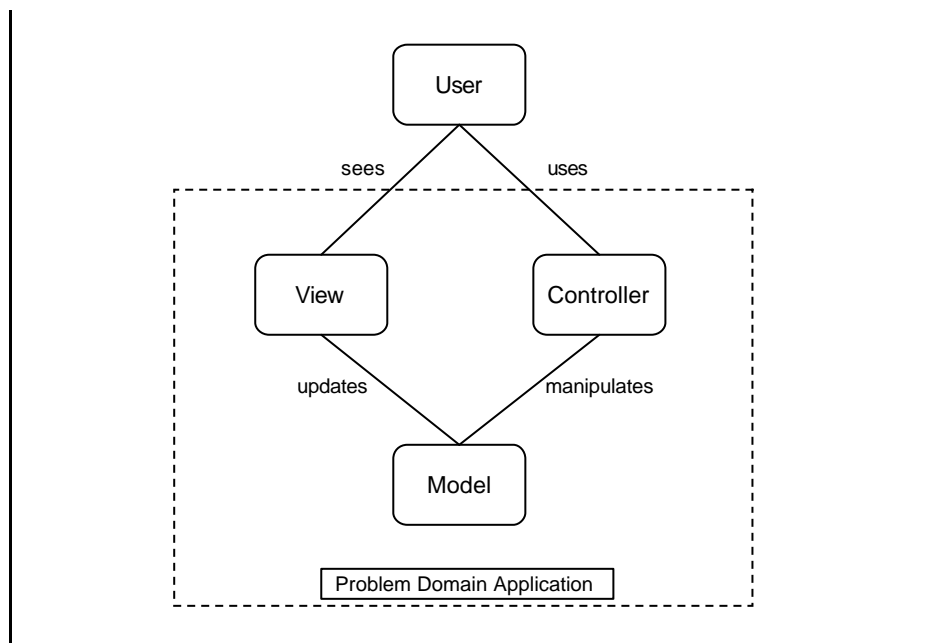 User
sees
uses
View
Controller
updates
manipulates
Model
Problem Domain Application